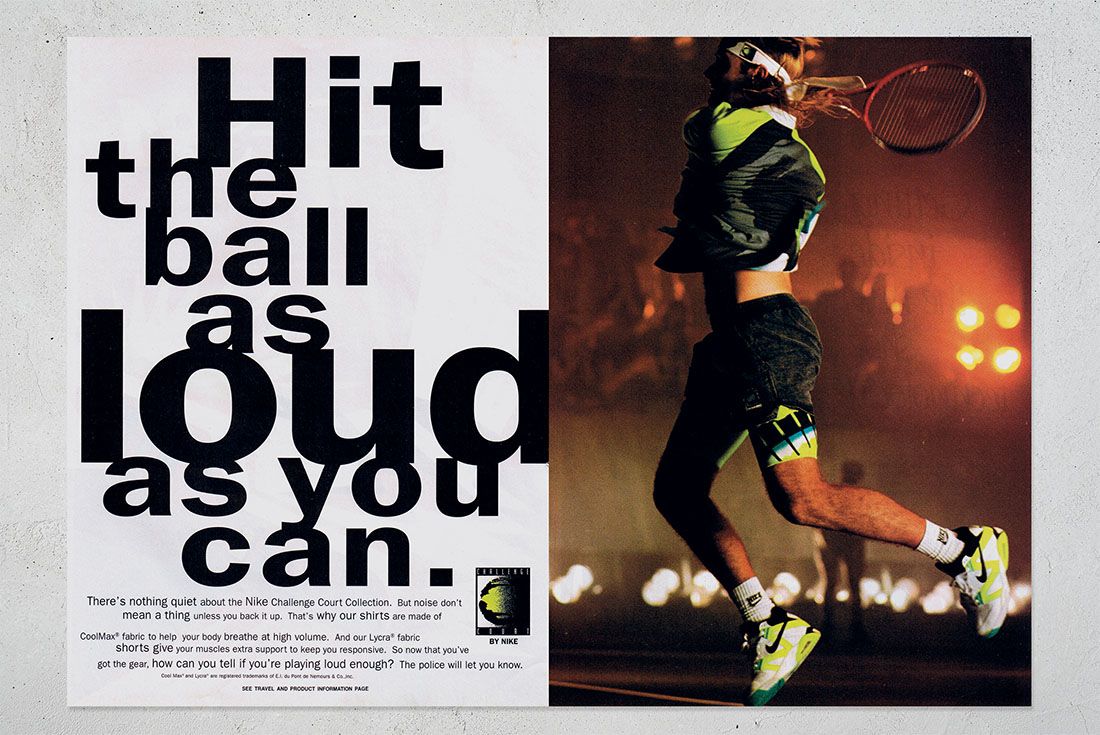 Hit
the
ball
as
loud
as you
can.
CHALLENGE
COURT
BY NIKE
There's nothing quiet about the Nike Challenge Court Collection. But noise don't
mean a thing unless you back it up. That's why our shirts are made of
CoolMax® fabric to help your body breathe at high volume. And our Lycra® fabric
shorts give your muscles extra support to keep you responsive. So now that you've
got the gear, how can you tell if you're playing loud enough? The police will let you know.
Cool Max® and Lycra® are registered trademarks of E.I. du Pont de Nemours & Co.,Inc.
SEE TRAVEL AND PRODUCT INFORMATION PAGE
NIKE
NIKE